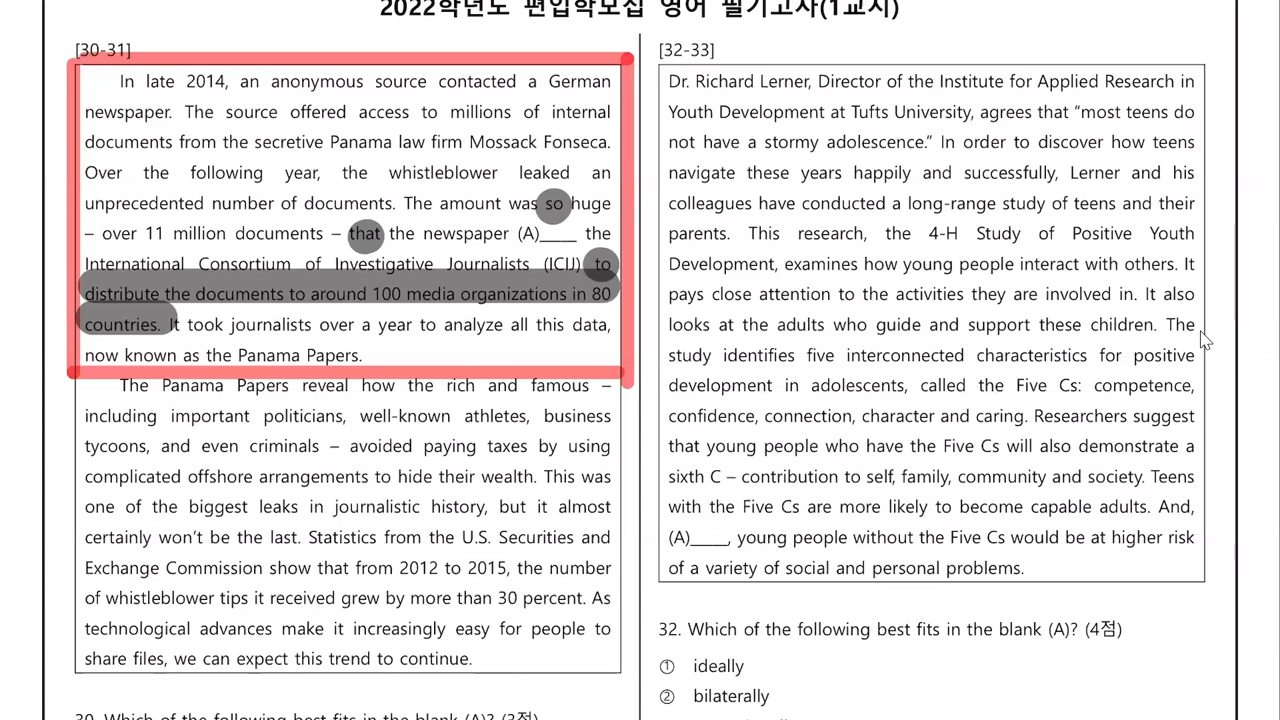 2022학년도 편입학모집 영어 필기고사(1교시)
[30-31]
In late 2014, an anonymous source contacted a German
newspaper. The source offered access to millions of internal
documents from the secretive Panama law firm Mossack Fonseca.
Over the following year, the whistleblower leaked an
unprecedented number of documents. The amount was so huge
– over 11 million documents – that the newspaper (A)____ the
International Consortium of Investigative Journalists (ICIJ) to
distribute the documents to around 100 media organizations in 80
countries. It took journalists over a year to analyze all this data,
now known as the Panama Papers.
The Panama Papers reveal how the rich and famous –
including important politicians, well-known athletes, business
tycoons, and even criminals – avoided paying taxes by using
complicated offshore arrangements to hide their wealth. This was
one of the biggest leaks in journalistic history, but it almost
certainly won't be the last. Statistics from the U.S. Securities and
Exchange Commission show that from 2012 to 2015, the number
of whistleblower tips it received grew by more than 30 percent. As
technological advances make it increasingly easy for people to
share files, we can expect this trend to continue.
30. Which of the following best fits in the blank (A)? (3점)
[32-33]
Dr. Richard Lerner, Director of the Institute for Applied Research in
Youth Development at Tufts University, agrees that “most teens do
not have a stormy adolescence.” In order to discover how teens
navigate these years happily and successfully, Lerner and his
colleagues have conducted a long-range study of teens and their
parents. This research, the 4-H Study of Positive Youth
Development, examines how young people interact with others. It
pays close attention to the activities they are involved in. It also
looks at the adults who guide and support these children. The
study identifies five interconnected characteristics for positive
development in adolescents, called the Five Cs: competence,
confidence, connection, character and caring. Researchers suggest
that young people who have the Five Cs will also demonstrate a
sixth C – contribution to self, family, community and society. Teens
with the Five Cs are more likely to become capable adults. And,
(A)____, young people without the Five Cs would be at higher risk
of a variety of social and personal problems.
32. Which of the following best fits in the blank (A)? (4점)
① ideally
② bilaterally